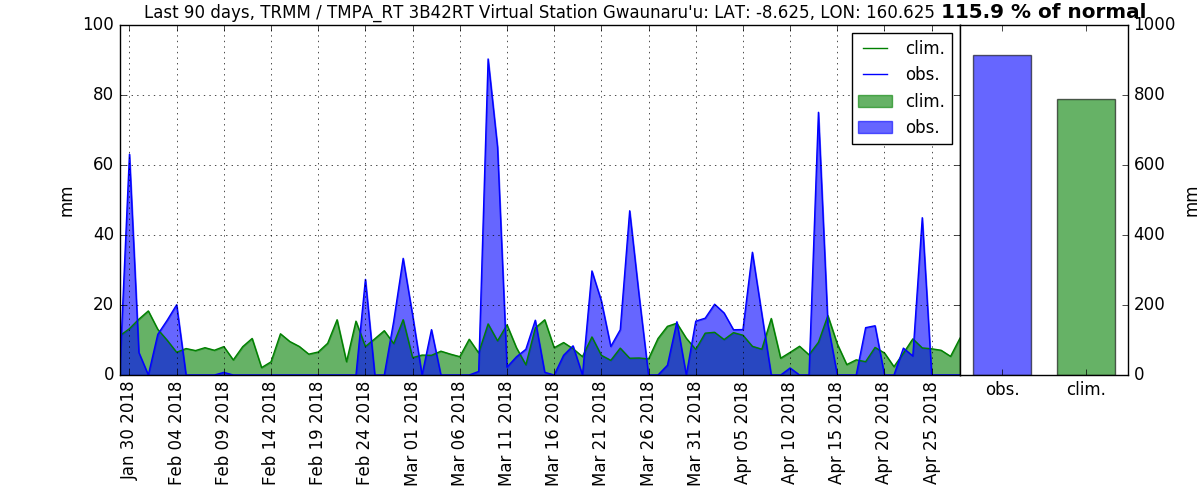 Last 90 days, TRMM / TMPA_RT 3B42RT Virtual Station Gwaunaru'u: LAT: -8.625, LON: 160.625 115.9 % of normal
100
80
60
40
20
0
mm
clim.
obs.
clim.
obs.
1000
800
600
400
200
0
mm
Jan 30 2018
Feb 04 2018
Feb 09 2018
Feb 14 2018
Feb 19 2018
Feb 24 2018
Mar 01 2018
Mar 06 2018
Mar 11 2018
Mar 16 2018
Mar 21 2018
Mar 26 2018
Mar 31 2018
Apr 05 2018
Apr 10 2018
Apr 15 2018
Apr 20 2018
Apr 25 2018
obs.
clim.